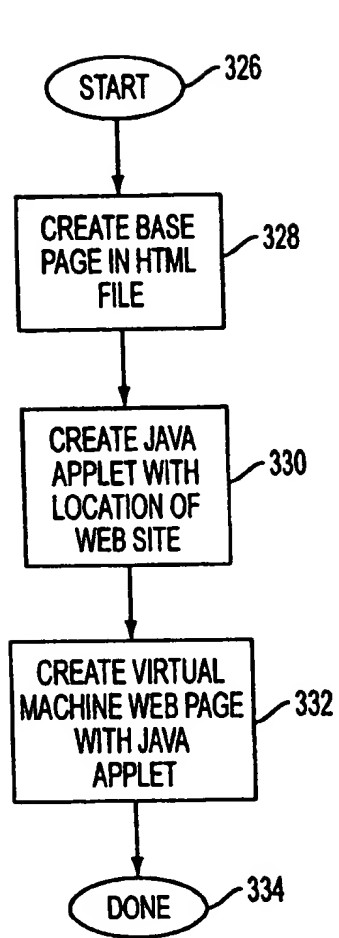 START
326
CREATE BASE
PAGE IN HTML
FILE
328
CREATE JAVA
APPLET WITH
LOCATION OF
WEB SITE
330
CREATE VIRTUAL
MACHINE WEB PAGE
WITH JAVA
APPLET
332
DONE
334